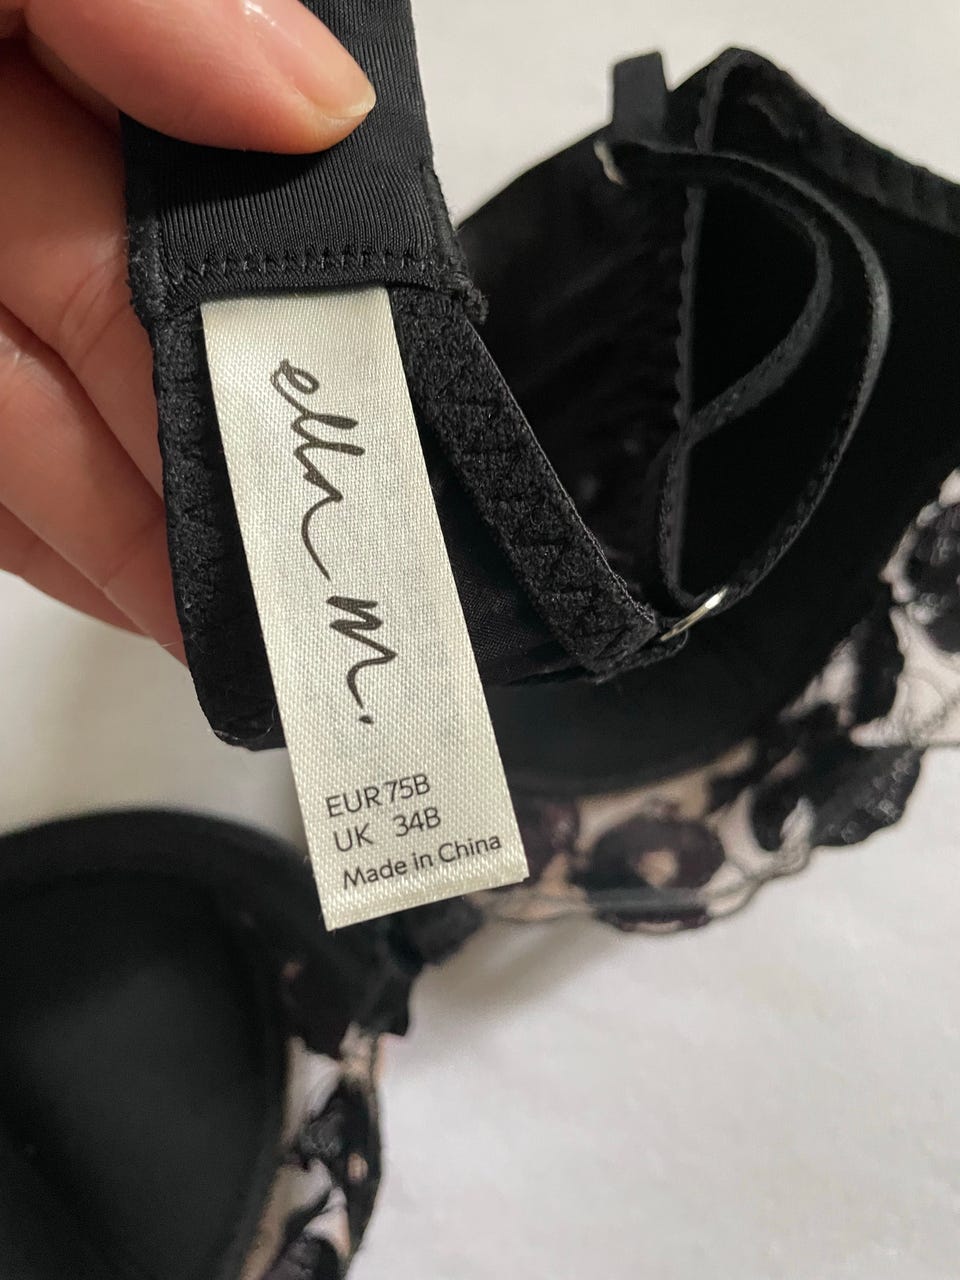 ella m.
EUR 75B
UK 34B
Made in China